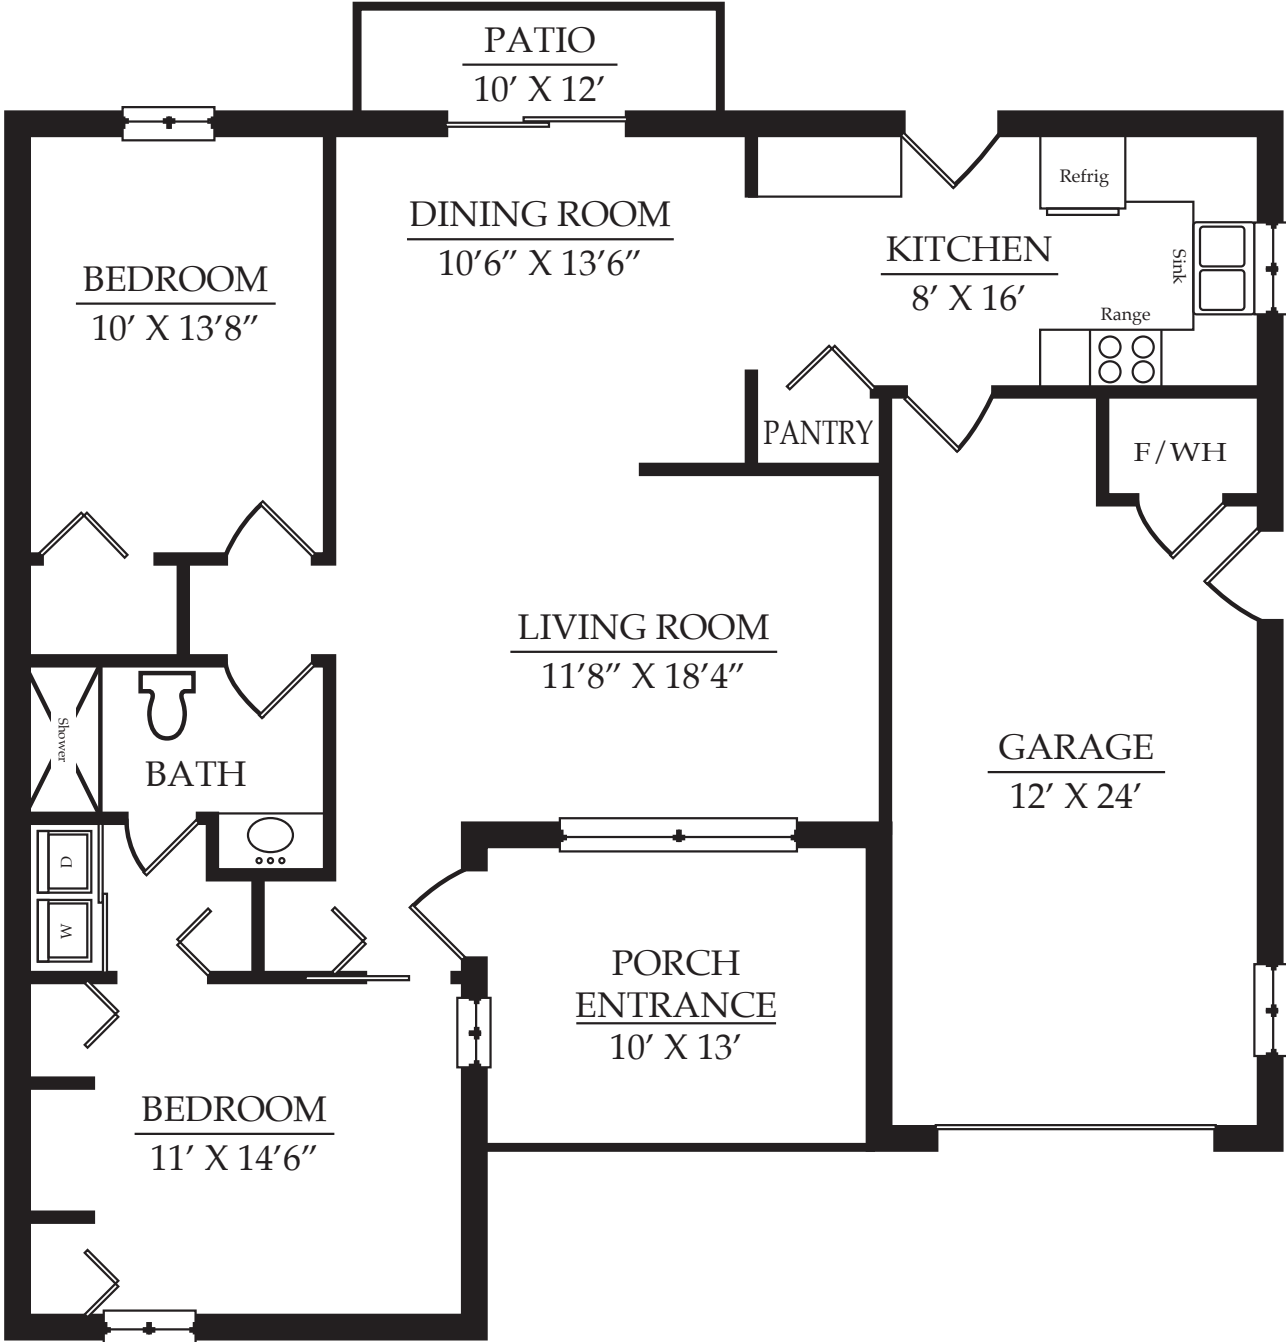 PATIO
10′ X 12′
DINING ROOM
10′6″ X 13′6″
Refrig
KITCHEN
8′ X 16′
Sink
Range
BEDROOM
10′ X 13′8″
PANTRY
F/WH
LIVING ROOM
11′8″ X 18′4″
Shower
BATH
GARAGE
12′ X 24′
D
W
PORCH
ENTRANCE
10′ X 13′
BEDROOM
11′ X 14′6″